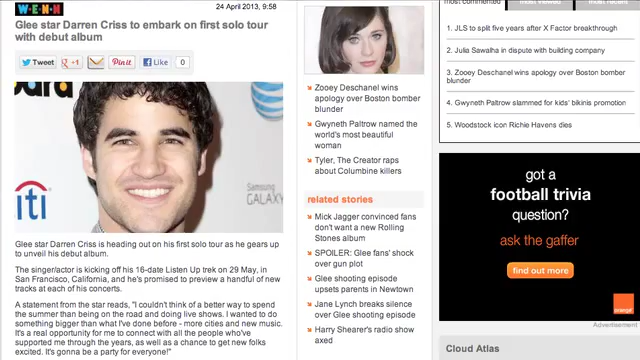 WENN
24 April 2013, 9:58
Glee star Darren Criss to embark on first solo tour
with debut album
Tweet
+1
Pin it
Like
0
AT&T
citi
SAMSUNG
GALAXY
Glee star Darren Criss is heading out on his first solo tour as he gears up
to unveil his debut album.
The singer/actor is kicking off his 16-date Listen Up trek on 29 May, in
San Francisco, California, and he's promised to preview a handful of new
tracks at each of his concerts.
A statement from the star reads, "I couldn't think of a better way to spend
the summer than being on the road and doing live shows. I wanted to do
something bigger than what I've done before - more cities and new music.
It's a real opportunity for me to connect with all the people who've
supported me through the years, as well as a chance to get new folks
excited. It's gonna be a party for everyone!"
Zooey Deschanel wins
apology over Boston bomber
blunder
Gwyneth Paltrow named the
world's most beautiful
woman
Tyler, The Creator raps
about Columbine killers
related stories
Mick Jagger convinced fans
don't want a new Rolling
Stones album
SPOILER: Glee fans' shock
over gun plot
Glee shooting episode
upsets parents in Newtown
Jane Lynch breaks silence
over Glee shooting episode
Harry Shearer's radio show
axed
most commented
most viewed
most recent
1. JLS to split five years after X Factor breakthrough
2. Julia Sawalha in dispute with building company
3. Zooey Deschanel wins apology over Boston bomber
blunder
4. Gwyneth Paltrow slammed for kids' bikinis promotion
5. Woodstock icon Richie Havens dies
got a
football trivia
question?
ask the gaffer
find out more
orange
Advertisement
Cloud Atlas